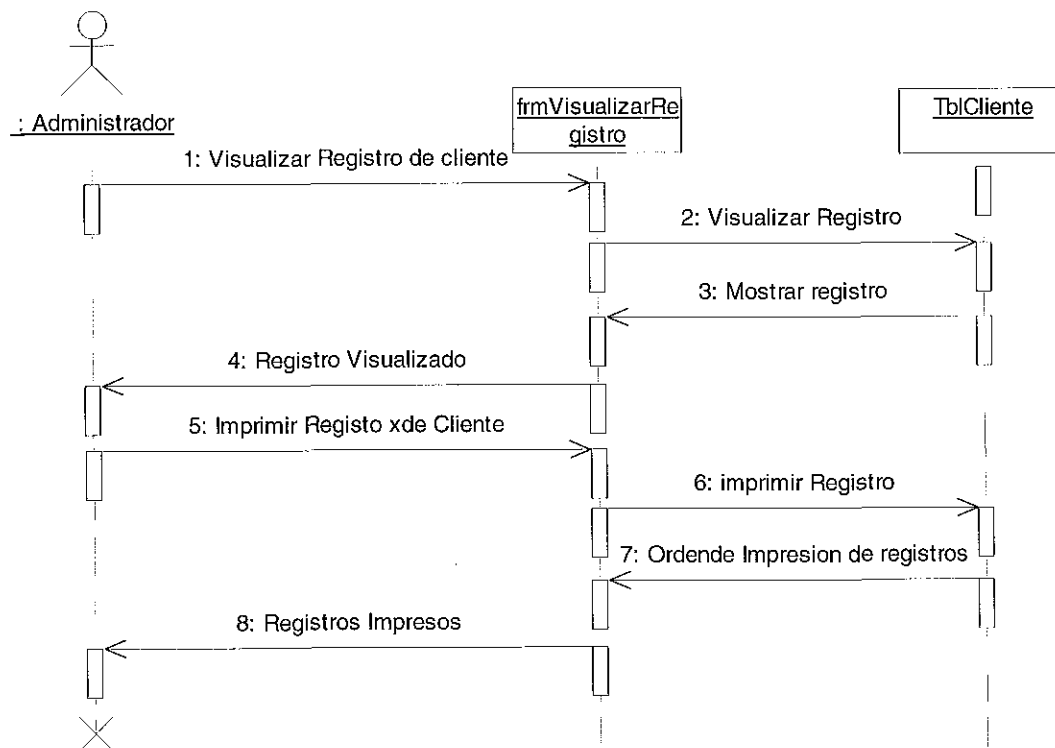 : Administrador
frmVisualizarRe
gistro
TblCliente
1: Visualizar Registro de cliente
2: Visualizar Registro
3: Mostrar registro
4: Registro Visualizado
5: Imprimir Registo xde Cliente
6: imprimir Registro
7: Ordende Impresion de registros
8: Registros Impresos